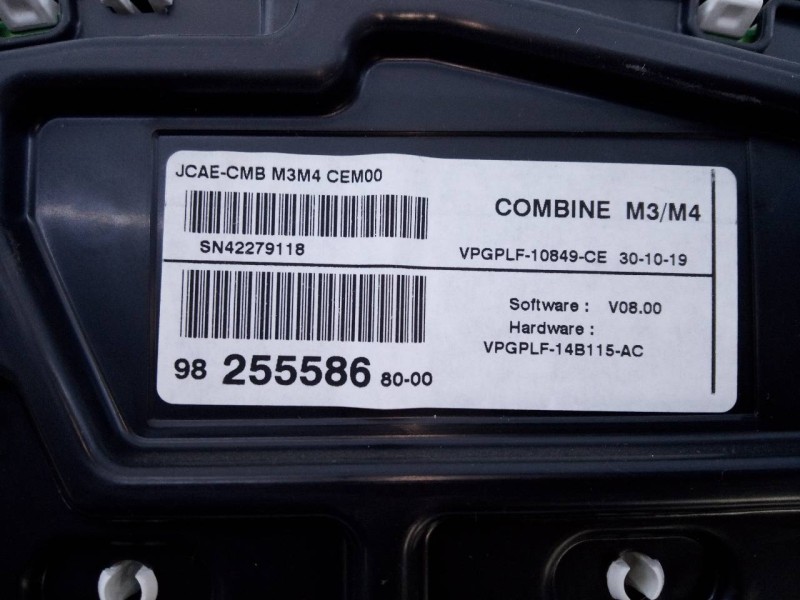 JCAE-CMB M3M4 CEM00
COMBINE M3/M4
SN42279118
VPGPLF-10849-CE 30-10-19
Software : V08.00
Hardware :
VPGPLF-14B115-AC
98 255586 80-00